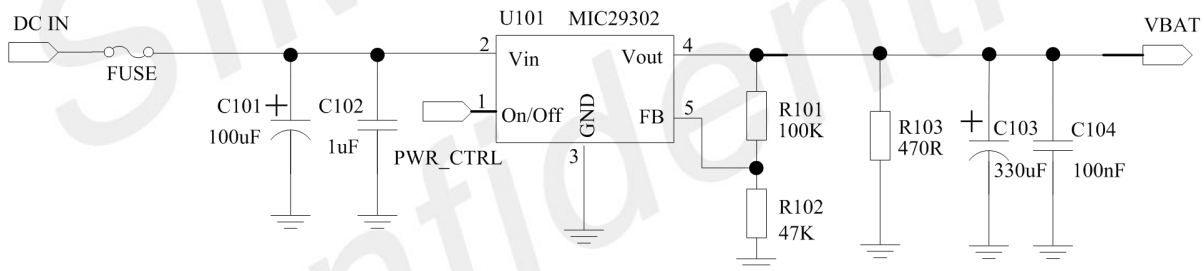 DC IN
U101 MIC29302
VBAT
2
4
Vin
Vout
FUSE
C101
+
100uF
C102
1uF
1
On/Off
GND
FB
5
R101
100K
R103
470R
+
C103
330uF
C104
100nF
PWR_CTRL
3
R102
47K